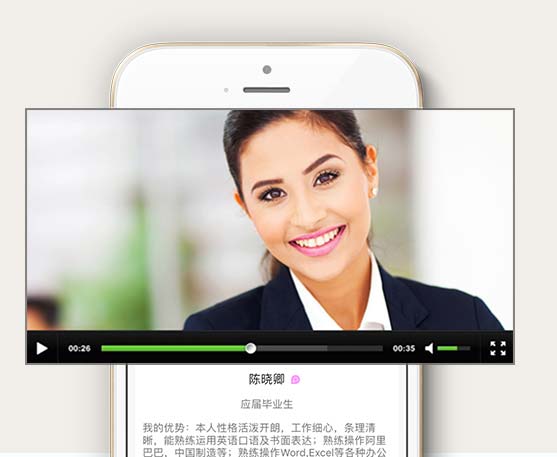 00:26 00:35
陈晓卿
应届毕业生
我的优势：本人性格活泼开朗，工作细心，条理清
晰，能熟练运用英语口语及书面表达；熟练操作阿里
巴巴，中国制造等；熟练操作Word,Excel等各种办公